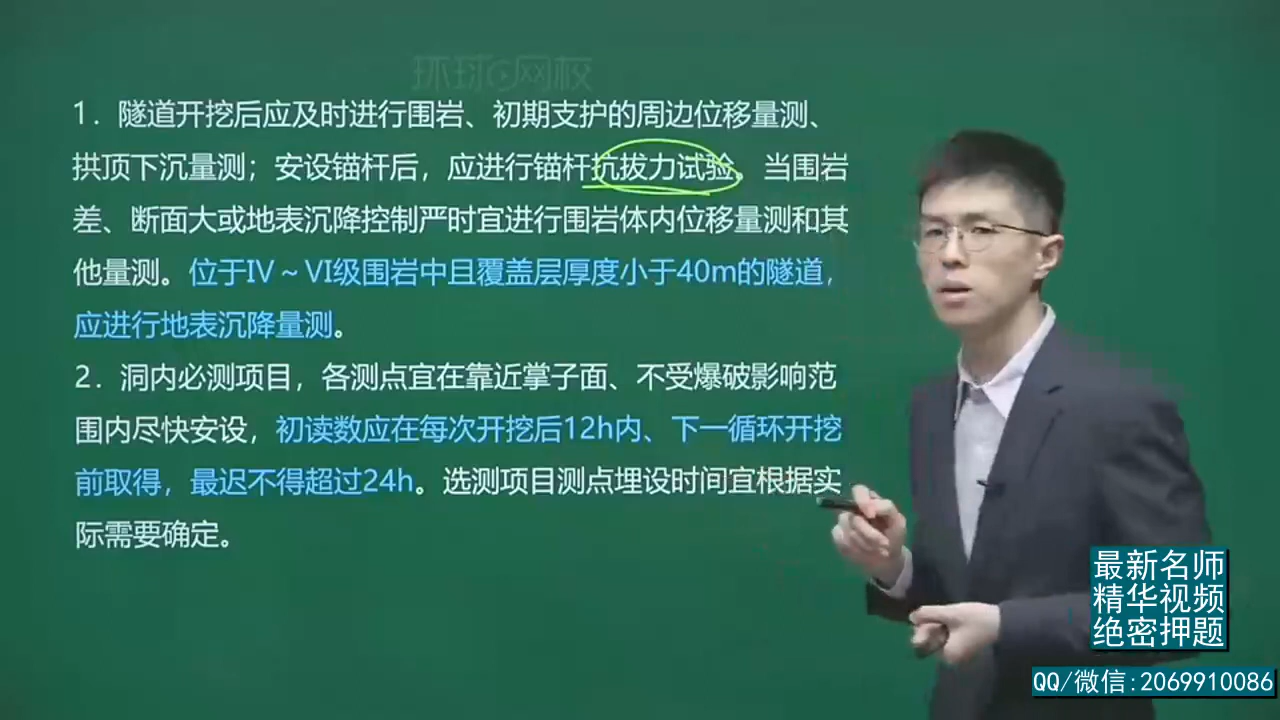 环球网校
1．隧道开挖后应及时进行围岩、初期支护的周边位移量测、
拱顶下沉量测；安设锚杆后，应进行锚杆抗拔力试验。当围岩
差、断面大或地表沉降控制严时宜进行围岩体内位移量测和其
他量测。位于IV～VI级围岩中且覆盖层厚度小于40m的隧道，
应进行地表沉降量测。
2．洞内必测项目，各测点宜在靠近掌子面、不受爆破影响范
围内尽快安设，初读数应在每次开挖后12h内、下一循环开挖
前取得，最迟不得超过24h。选测项目测点埋设时间宜根据实
际需要确定。
最新名师
精华视频
绝密押题
QQ/微信:2069910086